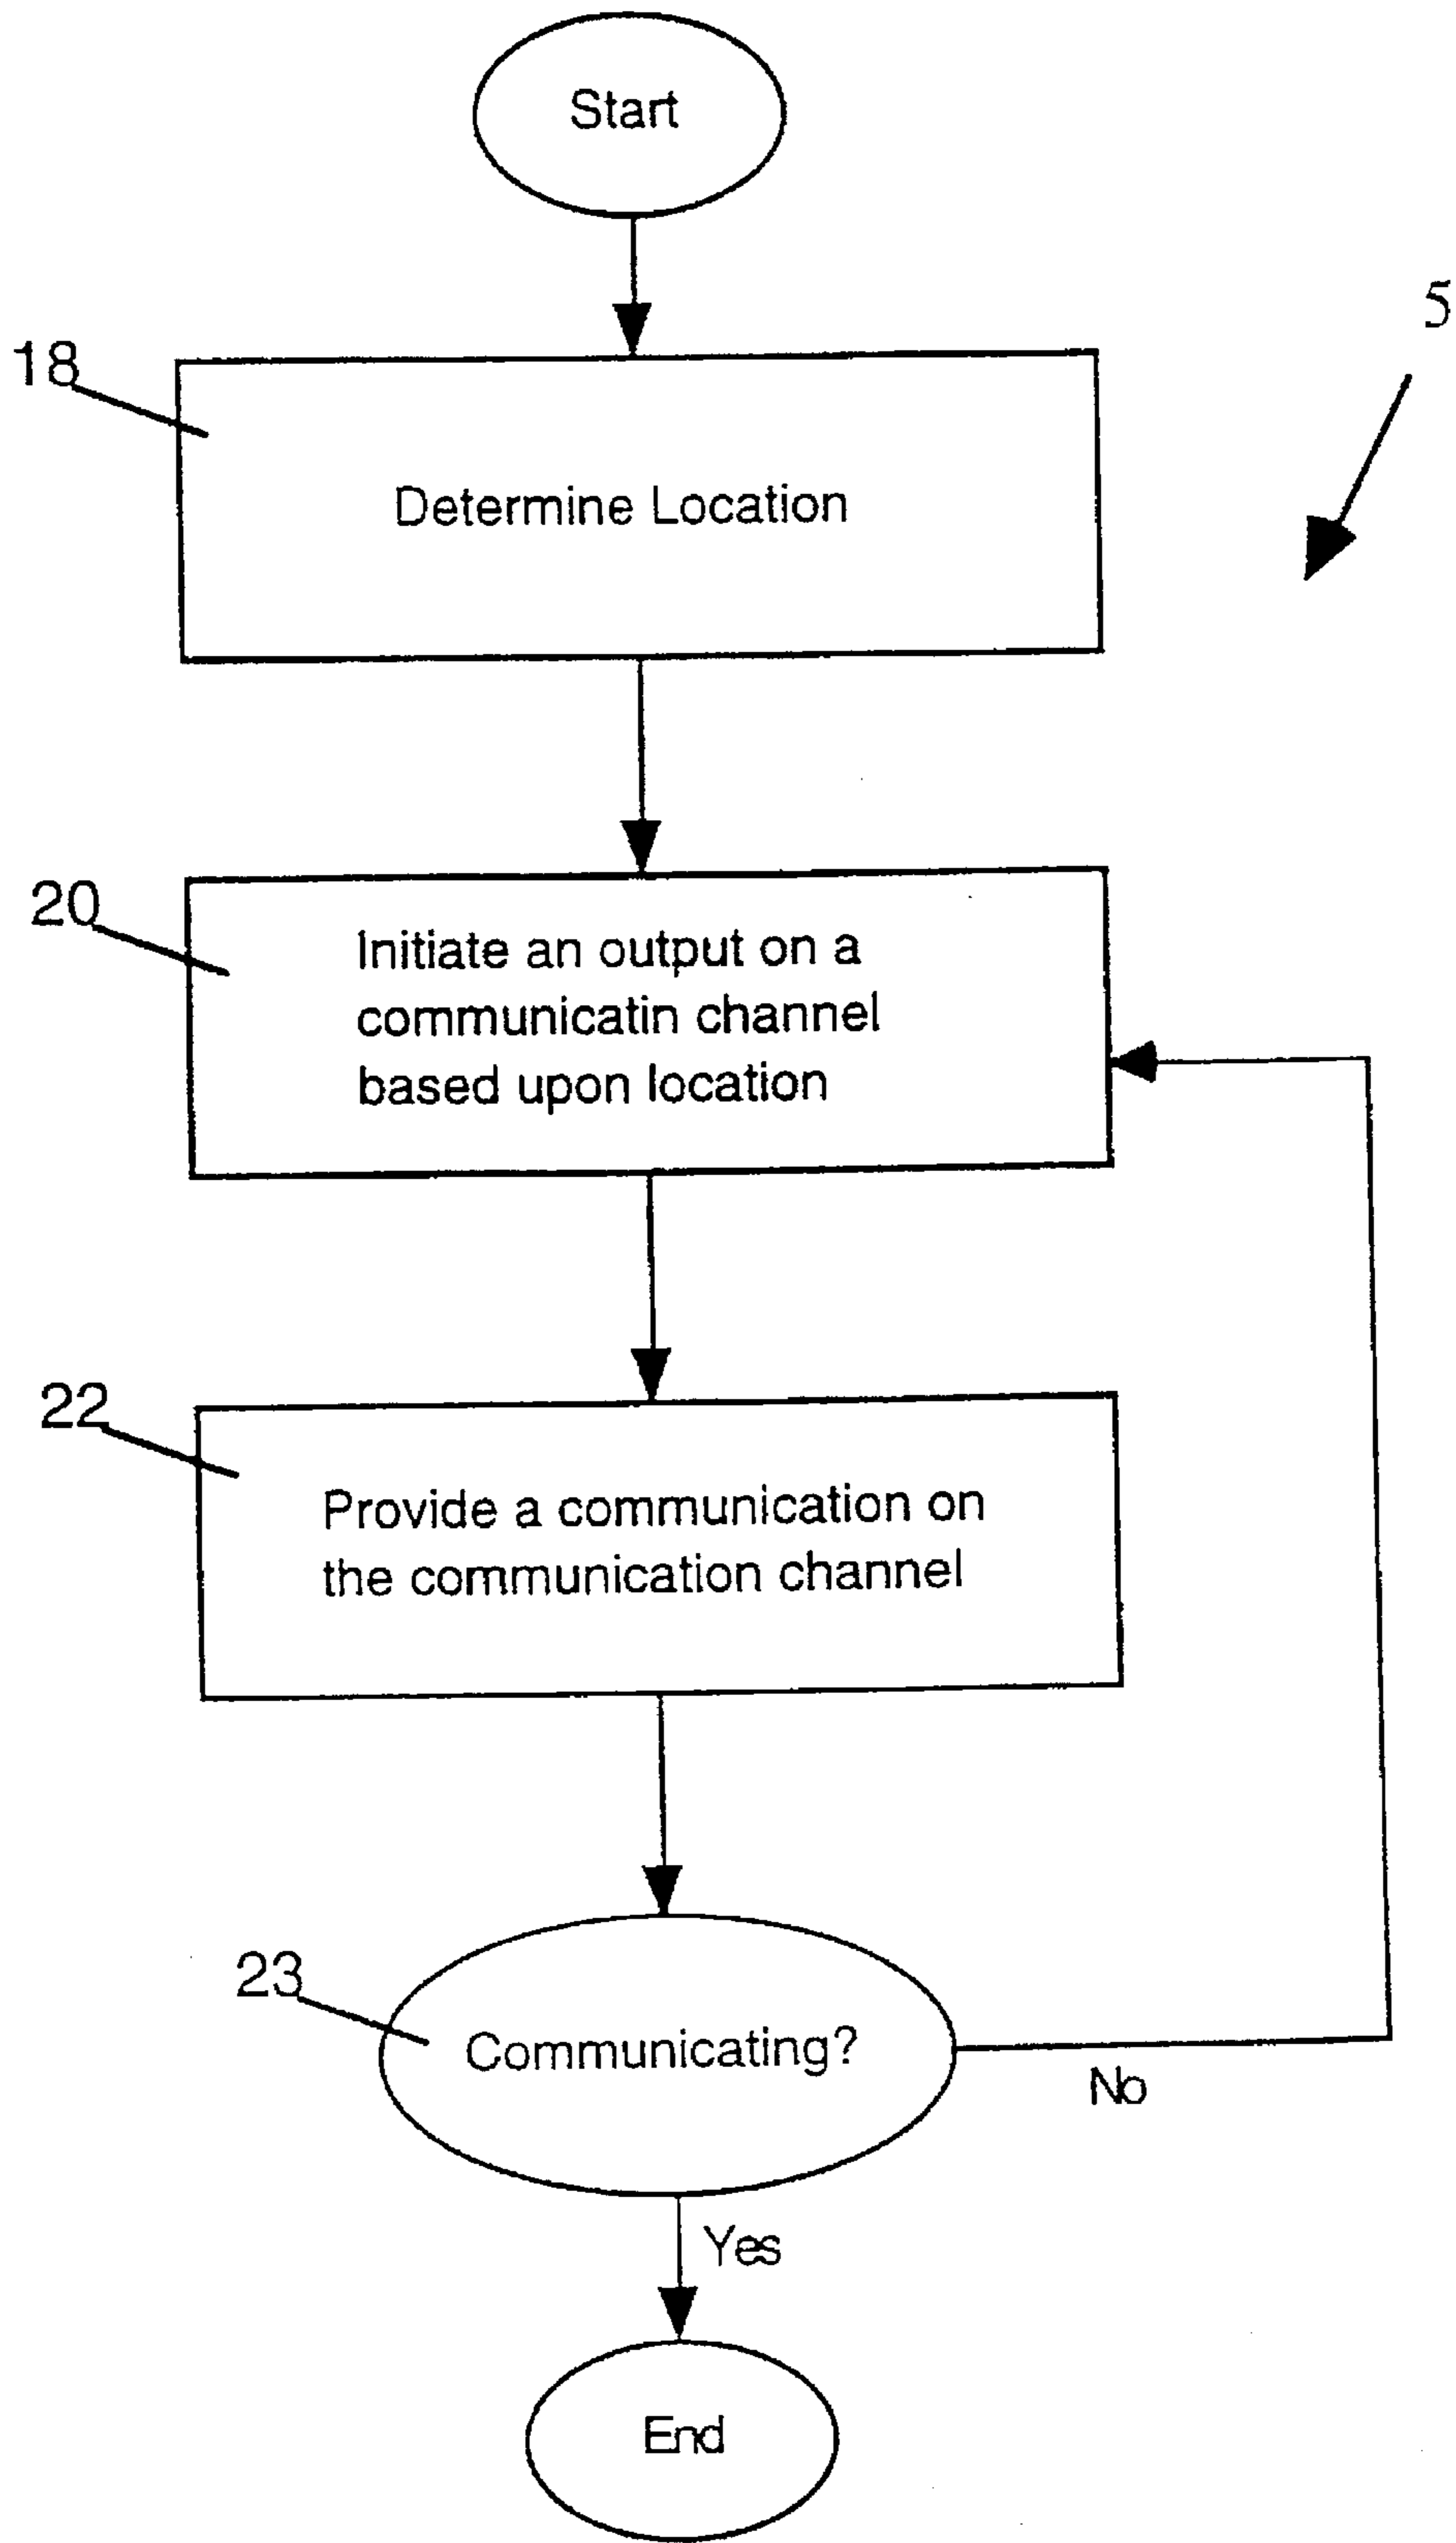 Start
5
18
Determine Location
20
Initiate an output on a
communicatin channel
based upon location
22
Provide a communication on
the communication channel
23
Communicating?
No
Yes
End